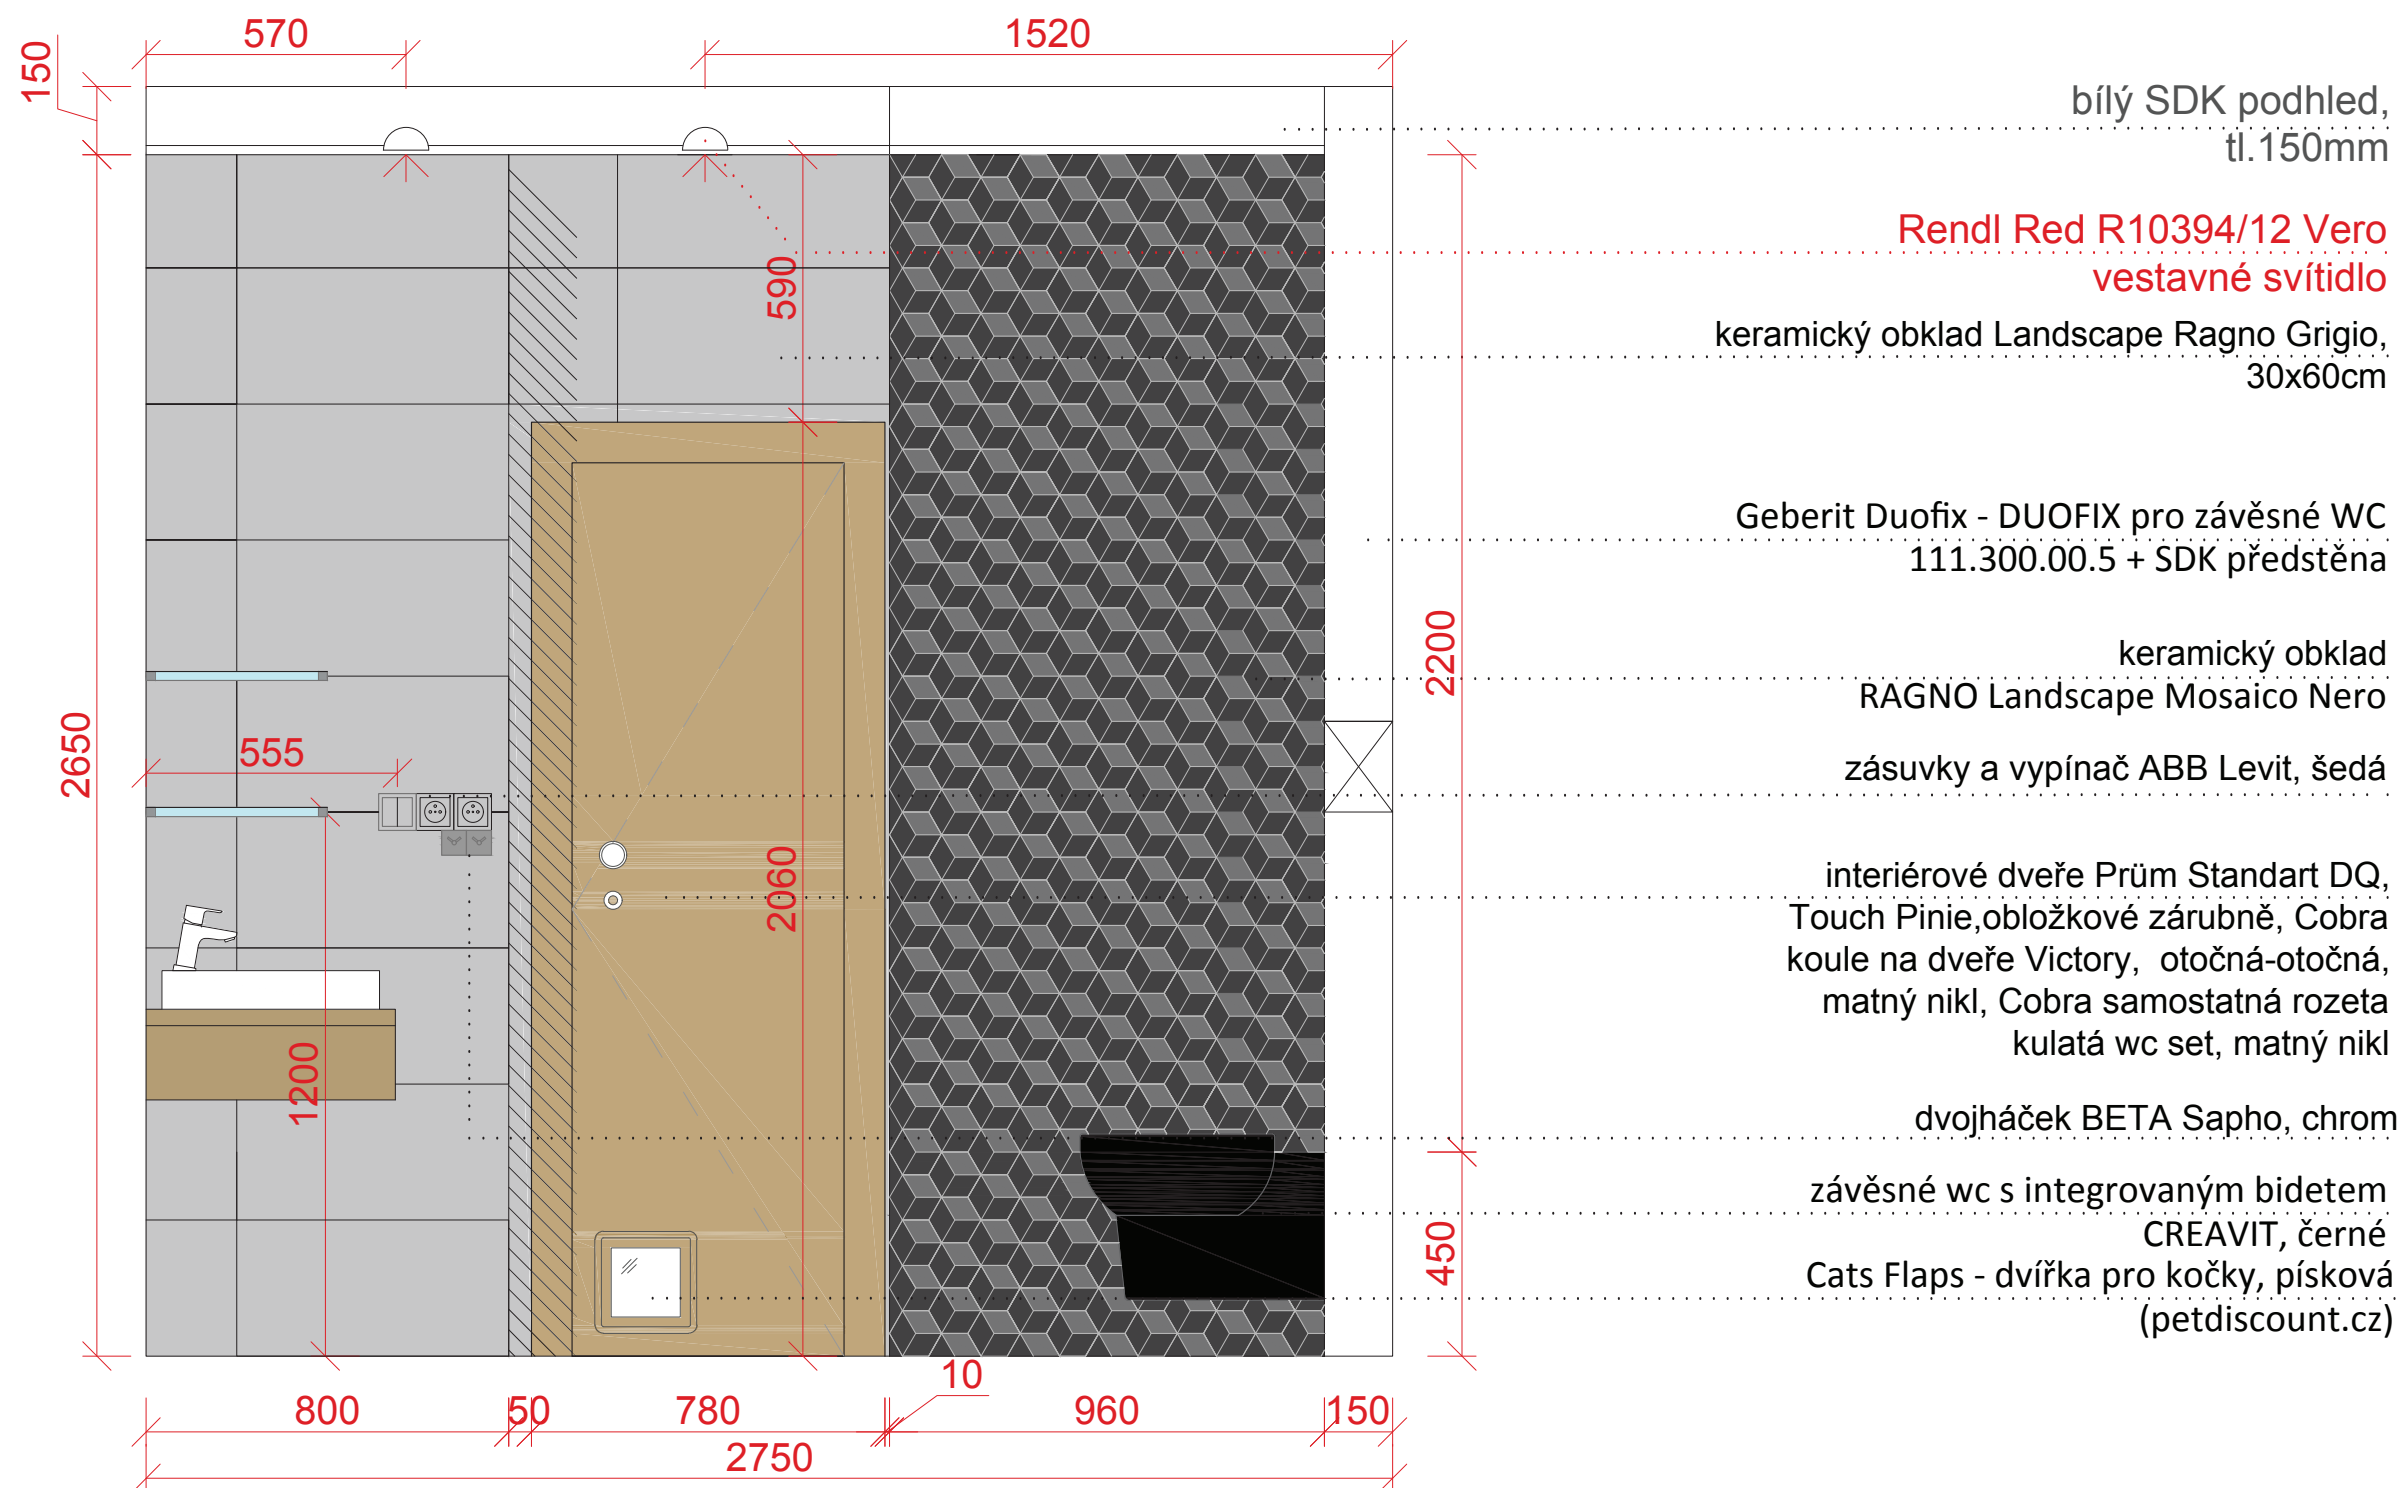 570
1520
150
bílý SDK podhled,
tl.150mm
Rendl Red R10394/12 Vero
vestavné svítidlo
590
keramický obklad Landscape Ragno Grigio,
30x60cm
Geberit Duofix - DUOFIX pro závěsné WC
111.300.00.5 + SDK předstěna
2200
keramický obklad
RAGNO Landscape Mosaico Nero
2650
555
zásuvky a vypínač ABB Levit, šedá
2060
interiérové dveře Prüm Standart DQ,
Touch Pinie,obložkové zárubně, Cobra
koule na dveře Victory, otočná-otočná,
matný nikl, Cobra samostatná rozeta
kulatá wc set, matný nikl
1200
dvojháček BETA Sapho, chrom
závěsné wc s integrovaným bidetem
CREAVIT, černé
450
Cats Flaps - dvířka pro kočky, písková
(petdiscount.cz)
10
800
50
780
960
150
2750